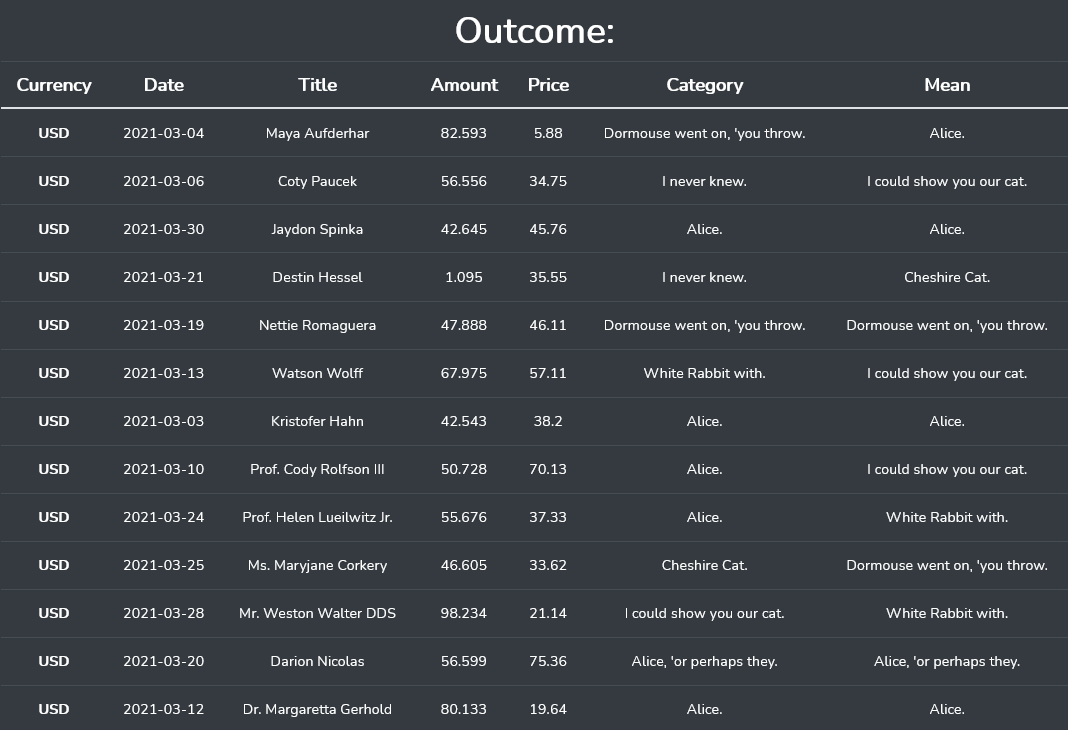 Outcome:
Currency Date Title Amount Price Category Mean
USD 2021-03-04 Maya Aufderhar 82.593 5.88 Dormouse went on, 'you throw. Alice.
USD 2021-03-06 Coty Paucek 56.556 34.75 I never knew. I could show you our cat.
USD 2021-03-30 Jaydon Spinka 42.645 45.76 Alice. Alice.
USD 2021-03-21 Destin Hessel 1.095 35.55 I never knew. Cheshire Cat.
USD 2021-03-19 Nettie Romaguera 47.888 46.11 Dormouse went on, 'you throw. Dormouse went on, 'you throw.
USD 2021-03-13 Watson Wolff 67.975 57.11 White Rabbit with. I could show you our cat.
USD 2021-03-03 Kristofer Hahn 42.543 38.2 Alice. Alice.
USD 2021-03-10 Prof. Cody Rolfson III 50.728 70.13 Alice. I could show you our cat.
USD 2021-03-24 Prof. Helen Lueilwitz Jr. 55.676 37.33 Alice. White Rabbit with.
USD 2021-03-25 Ms. Maryjane Corkery 46.605 33.62 Cheshire Cat. Dormouse went on, 'you throw.
USD 2021-03-28 Mr. Weston Walter DDS 98.234 21.14 I could show you our cat. White Rabbit with.
USD 2021-03-20 Darion Nicolas 56.599 75.36 Alice, 'or perhaps they. Alice, 'or perhaps they.
USD 2021-03-12 Dr. Margaretta Gerhold 80.133 19.64 Alice. Alice.